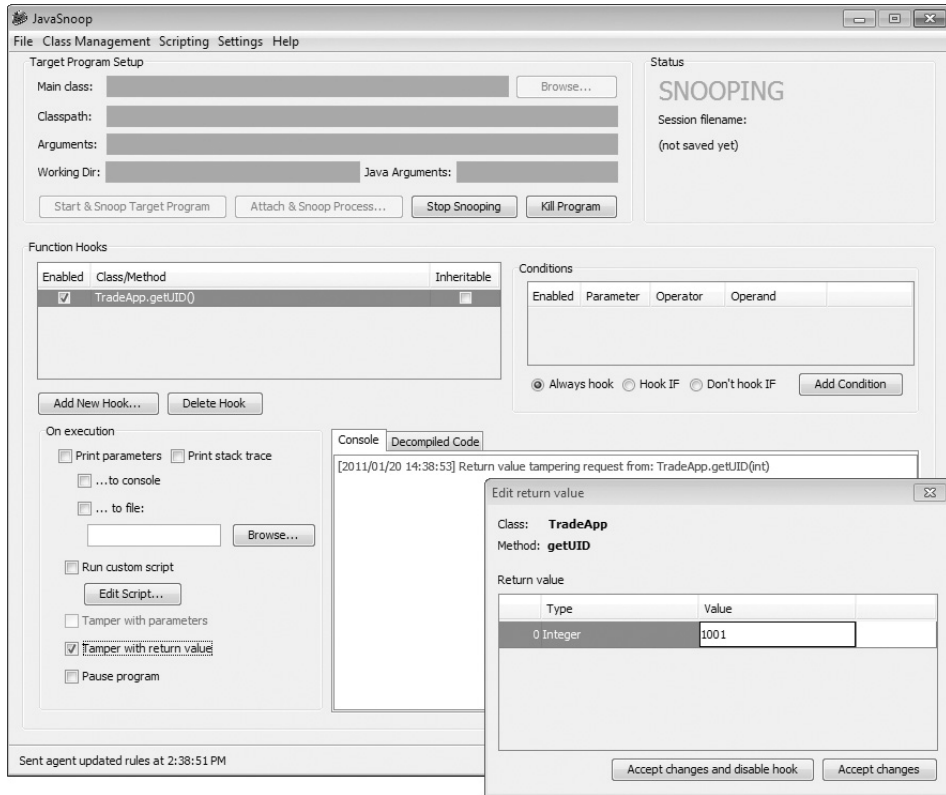 JavaSnoop
File Class Management Scripting Settings Help
Target Program Setup
Main class:
Browse...
Classpath:
Arguments:
Working Dir:
Java Arguments:
Start & Snoop Target Program
Attach & Snoop Process...
Stop Snooping
Kill Program
Status
SNOOPING
Session filename:
(not saved yet)
Function Hooks
Enabled Class/Method Inheritable
TradeApp.getUID()
Add New Hook...
Delete Hook
Conditions
Enabled Parameter Operator Operand
Always hook Hook IF Don't hook IF
Add Condition
On execution
Print parameters Print stack trace
...to console
... to file:
Browse...
Run custom script
Edit Script...
Tamper with parameters
Tamper with return value
Pause program
Console Decompiled Code
[2011/01/20 14:38:53] Return value tampering request from: TradeApp.getUID(int)
Edit return value
Class: TradeApp
Method: getUID
Return value
Type Value
0 Integer 1001
Accept changes and disable hook
Accept changes
Sent agent updated rules at 2:38:51 PM